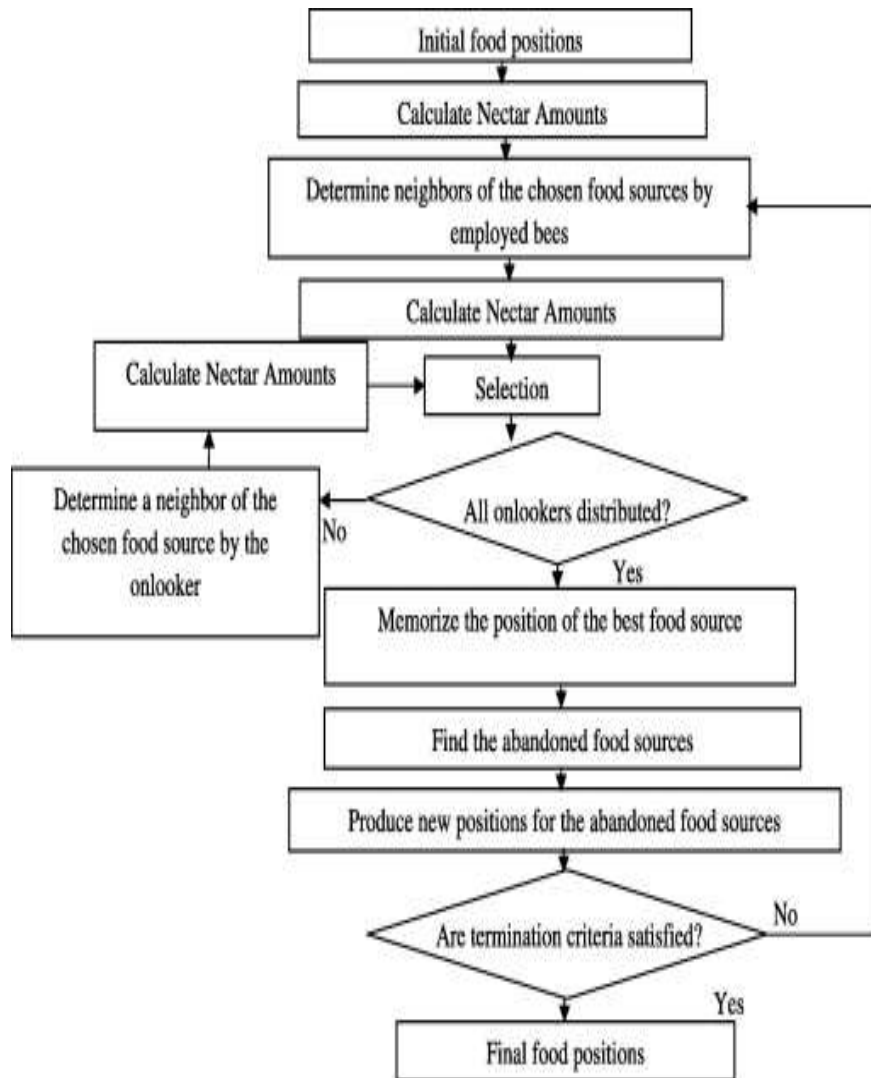 Initial food positions
Calculate Nectar Amounts
Determine neighbors of the chosen food sources by
employed bees
Calculate Nectar Amounts
Calculate Nectar Amounts
Selection
All onlookers distributed?
No
Determine a neighbor of the
chosen food source by the
onlooker
Yes
Memorize the position of the best food source
Find the abandoned food sources
Produce new positions for the abandoned food sources
Are termination criteria satisfied?
No
Yes
Final food positions